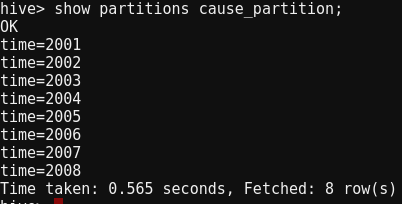 hive> show partitions cause_partition;
OK
time=2001
time=2002
time=2003
time=2004
time=2005
time=2006
time=2007
time=2008
Time taken: 0.565 seconds, Fetched: 8 row(s)
hive>